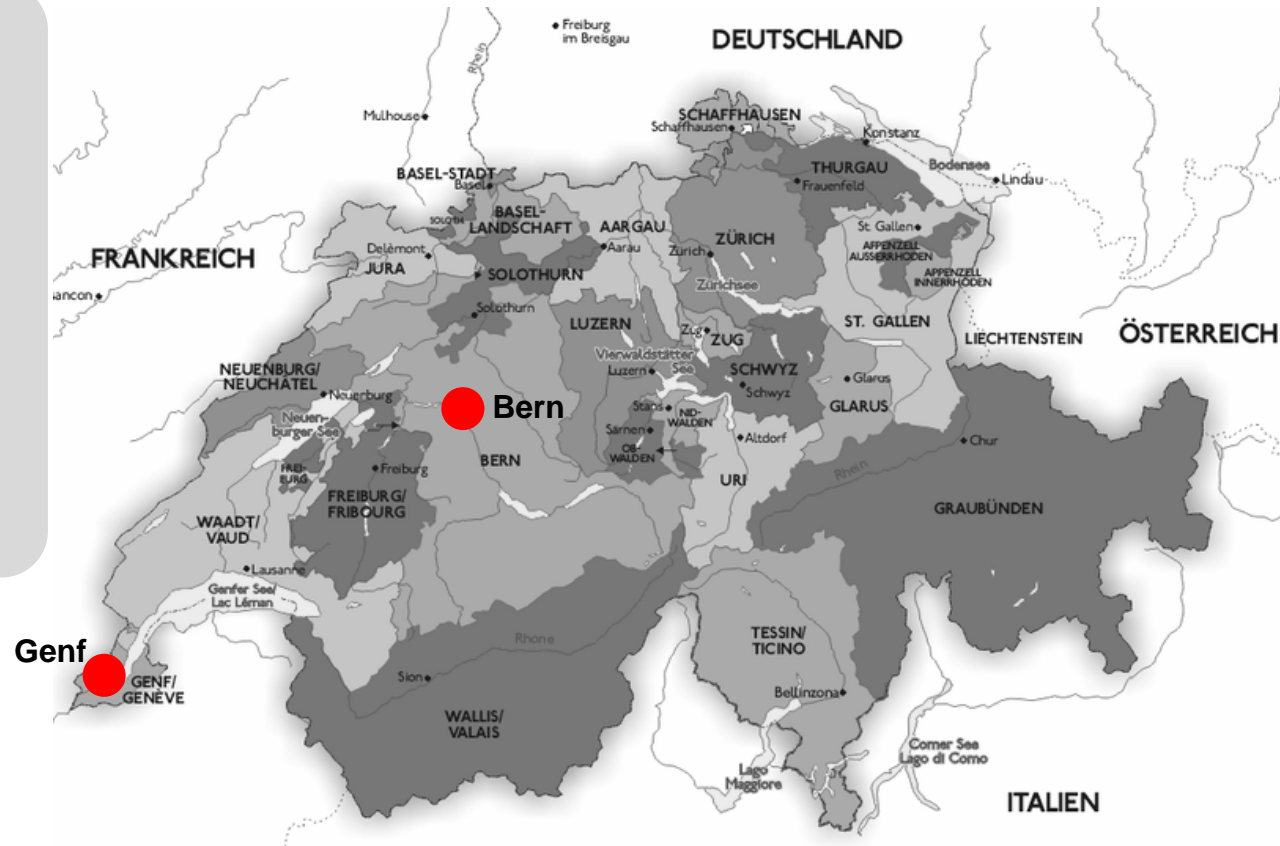 Freiburg
im Breisgau
DEUTSCHLAND
Rhein
Mulhouse
SCHAFFHAUSEN
Schaffhausen
Konstanz
Bodensee
Lindau
THURGAU
Frauenfeld
BASEL-STADT
Basel
SOLOTH.
BASEL-
LANDSCHAFT
AARGAU
Aarau
ZÜRICH
Zürich
Zürichsee
St. Gallen
APPENZELL
AUSSERRHODEN
APPENZELL
INNERRHODEN
FRANKREICH
Delémont
JURA
SOLOTHURN
Solothurn
ancon
LUZERN
Zug
ZUG
ST. GALLEN
LIECHTENSTEIN
ÖSTERREICH
Vierwaldstätter
See
Luzern
SCHWYZ
Schwyz
Glarus
GLARUS
NEUENBURG/
NEUCHÂTEL
Neuenburg
Neuen-
burger See
Bern
BERN
Stans
NID-
WALDEN
Sarnen
OB-
WALDEN
Altdorf
URI
Chur
Rhein
GRAUBÜNDEN
FREI-
BURG
Freiburg
FREIBURG/
FRIBOURG
WAADT/
VAUD
Lausanne
Genfer See/
Lac Léman
Genf
GENF/
GENÈVE
Rhone
Sion
WALLIS/
VALAIS
TESSIN/
TICINO
Bellinzona
Lago
Maggiore
Comer See
Lago di Como
ITALIEN